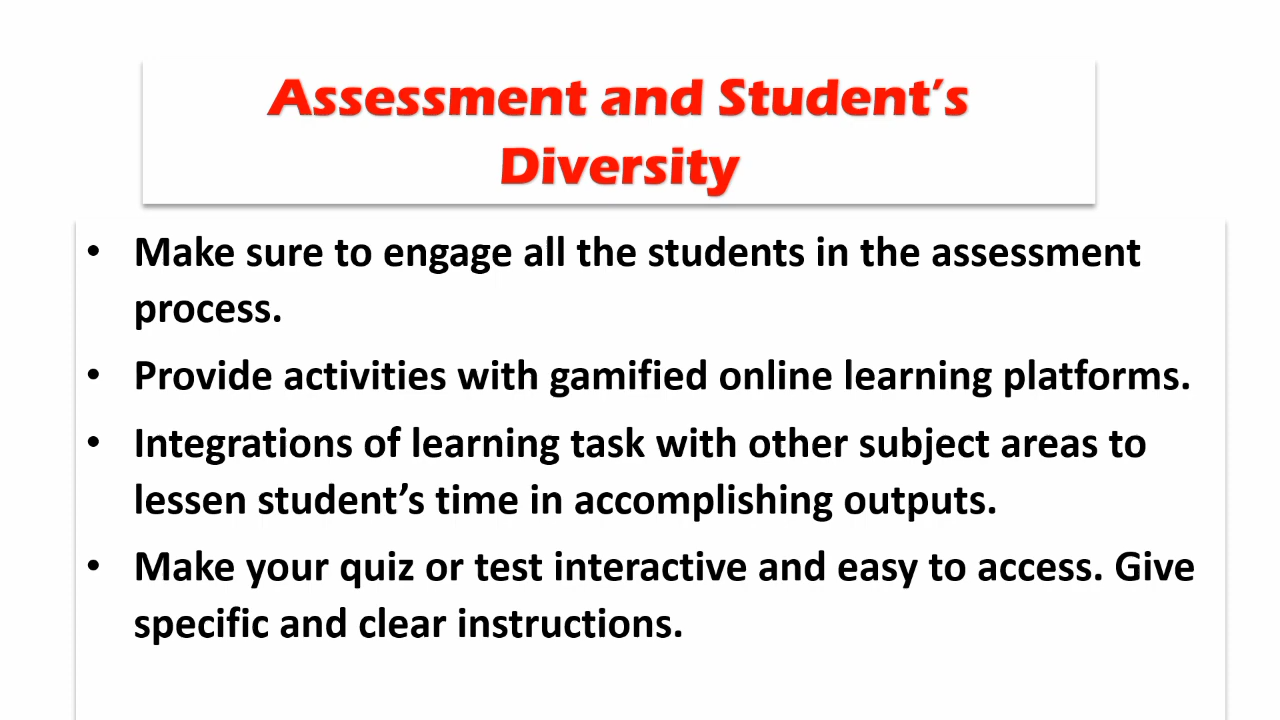 Assessment and Student’s
Diversity
• Make sure to engage all the students in the assessment
process.
• Provide activities with gamified online learning platforms.
• Integrations of learning task with other subject areas to
lessen student’s time in accomplishing outputs.
• Make your quiz or test interactive and easy to access. Give
specific and clear instructions.